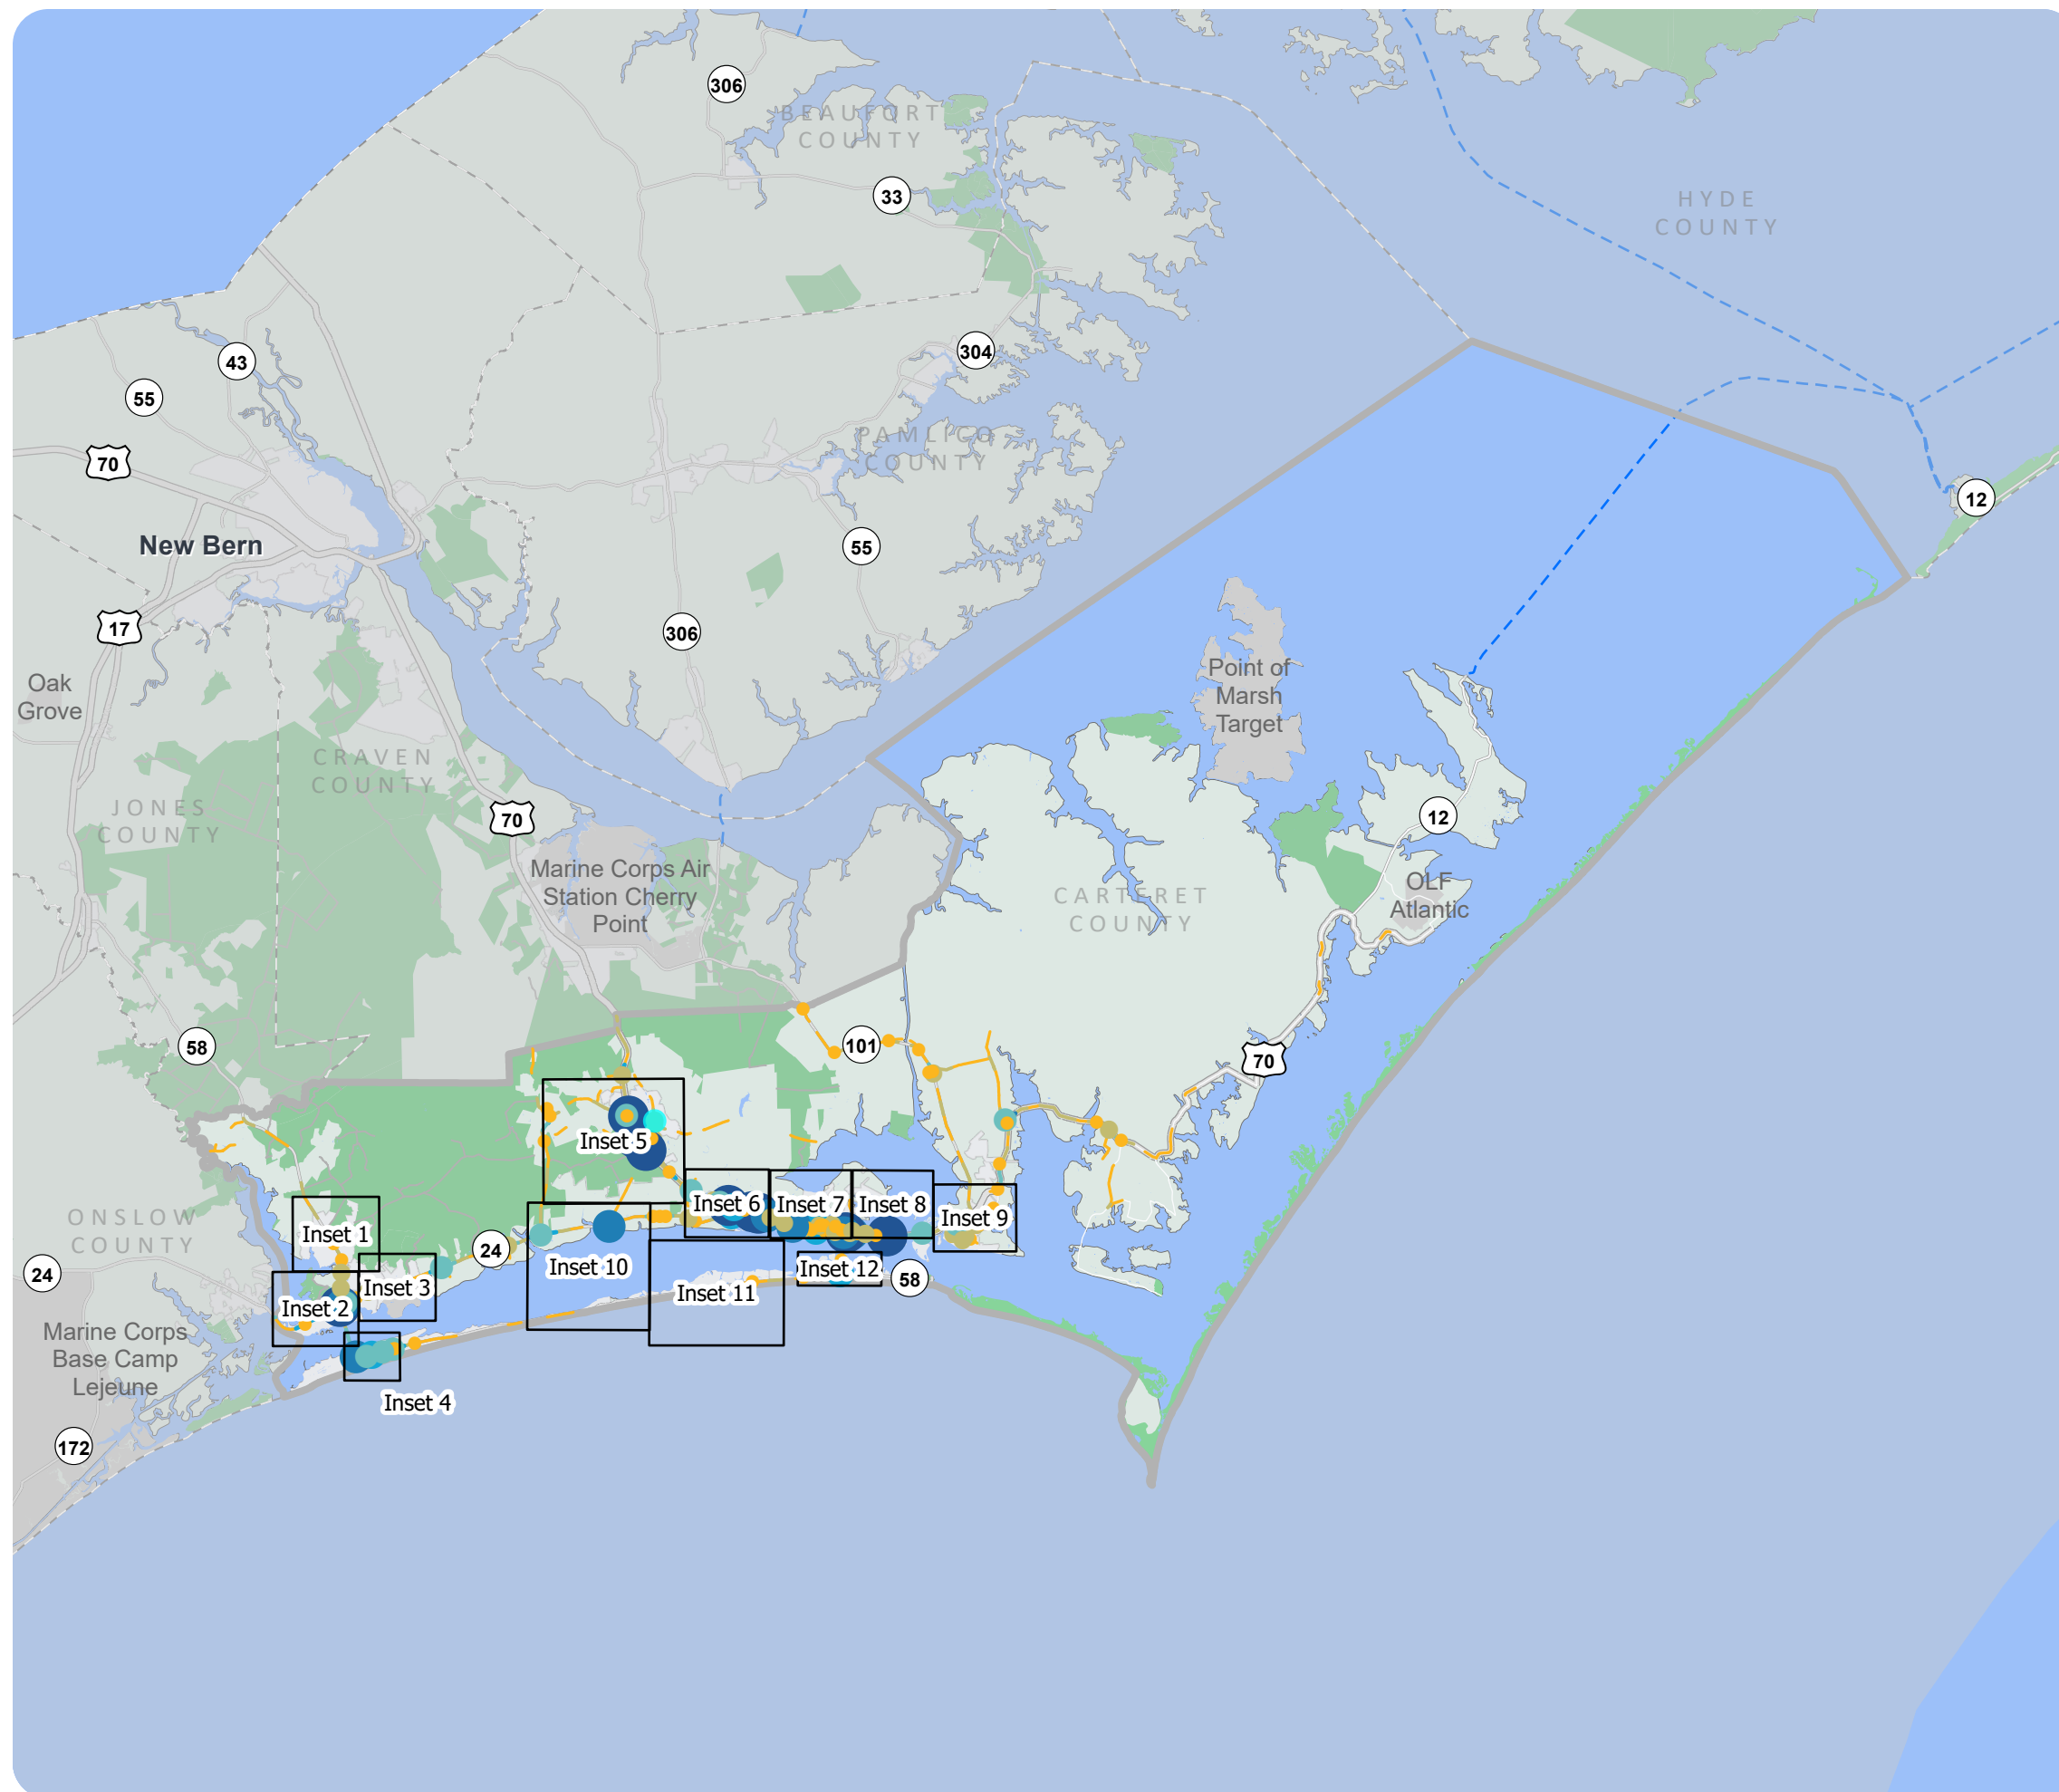 306
BEAUFORT
COUNTY
33
HYDE
COUNTY
304
43
55
PAMLICO
COUNTY
70
12
New Bern
55
17
306
Oak
Grove
Point of
Marsh
Target
CRAVEN
COUNTY
JONES
COUNTY
70
12
Marine Corps Air
Station Cherry
Point
OLF
Atlantic
CARTERET
COUNTY
58
101
70
Inset 5
Inset 6
Inset 7
Inset 8
Inset 9
ONSLOW
COUNTY
Inset 1
24
24
Inset 10
Inset 12
58
Inset 3
Inset 11
Inset 2
Marine Corps
Base Camp
Lejeune
Inset 4
172